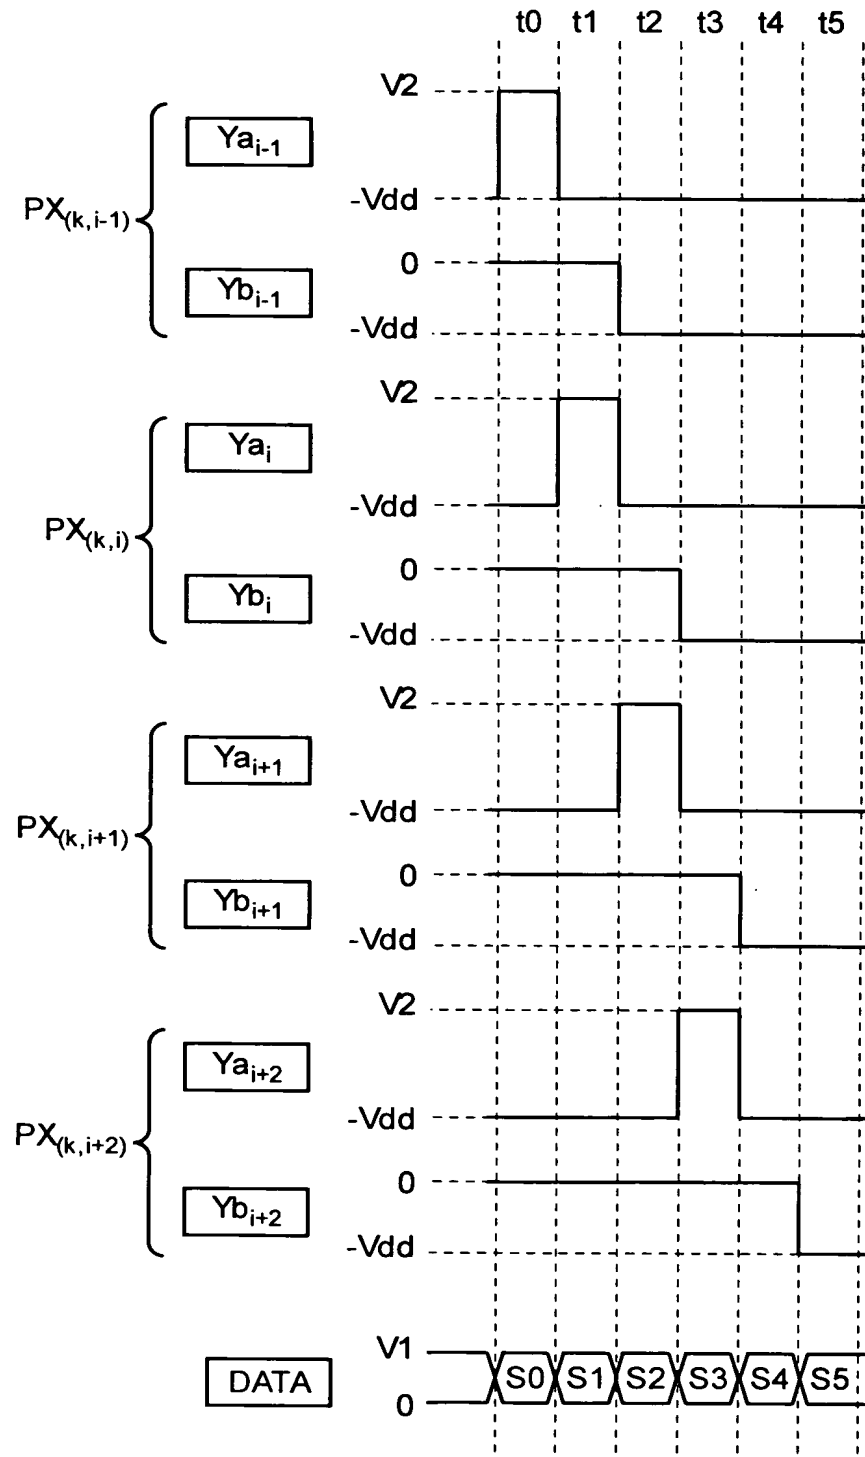 t0 t1 t2 t3 t4 t5
V2
Ya_{i-1}
-Vdd
PX_{(k,i-1)}
0
Yb_{i-1}
-Vdd
V2
Ya_{i}
-Vdd
PX_{(k,i)}
0
Yb_{i}
-Vdd
V2
Ya_{i+1}
-Vdd
PX_{(k,i+1)}
0
Yb_{i+1}
-Vdd
V2
Ya_{i+2}
-Vdd
PX_{(k,i+2)}
0
Yb_{i+2}
-Vdd
V1
DATA S0 S1 S2 S3 S4 S5
0